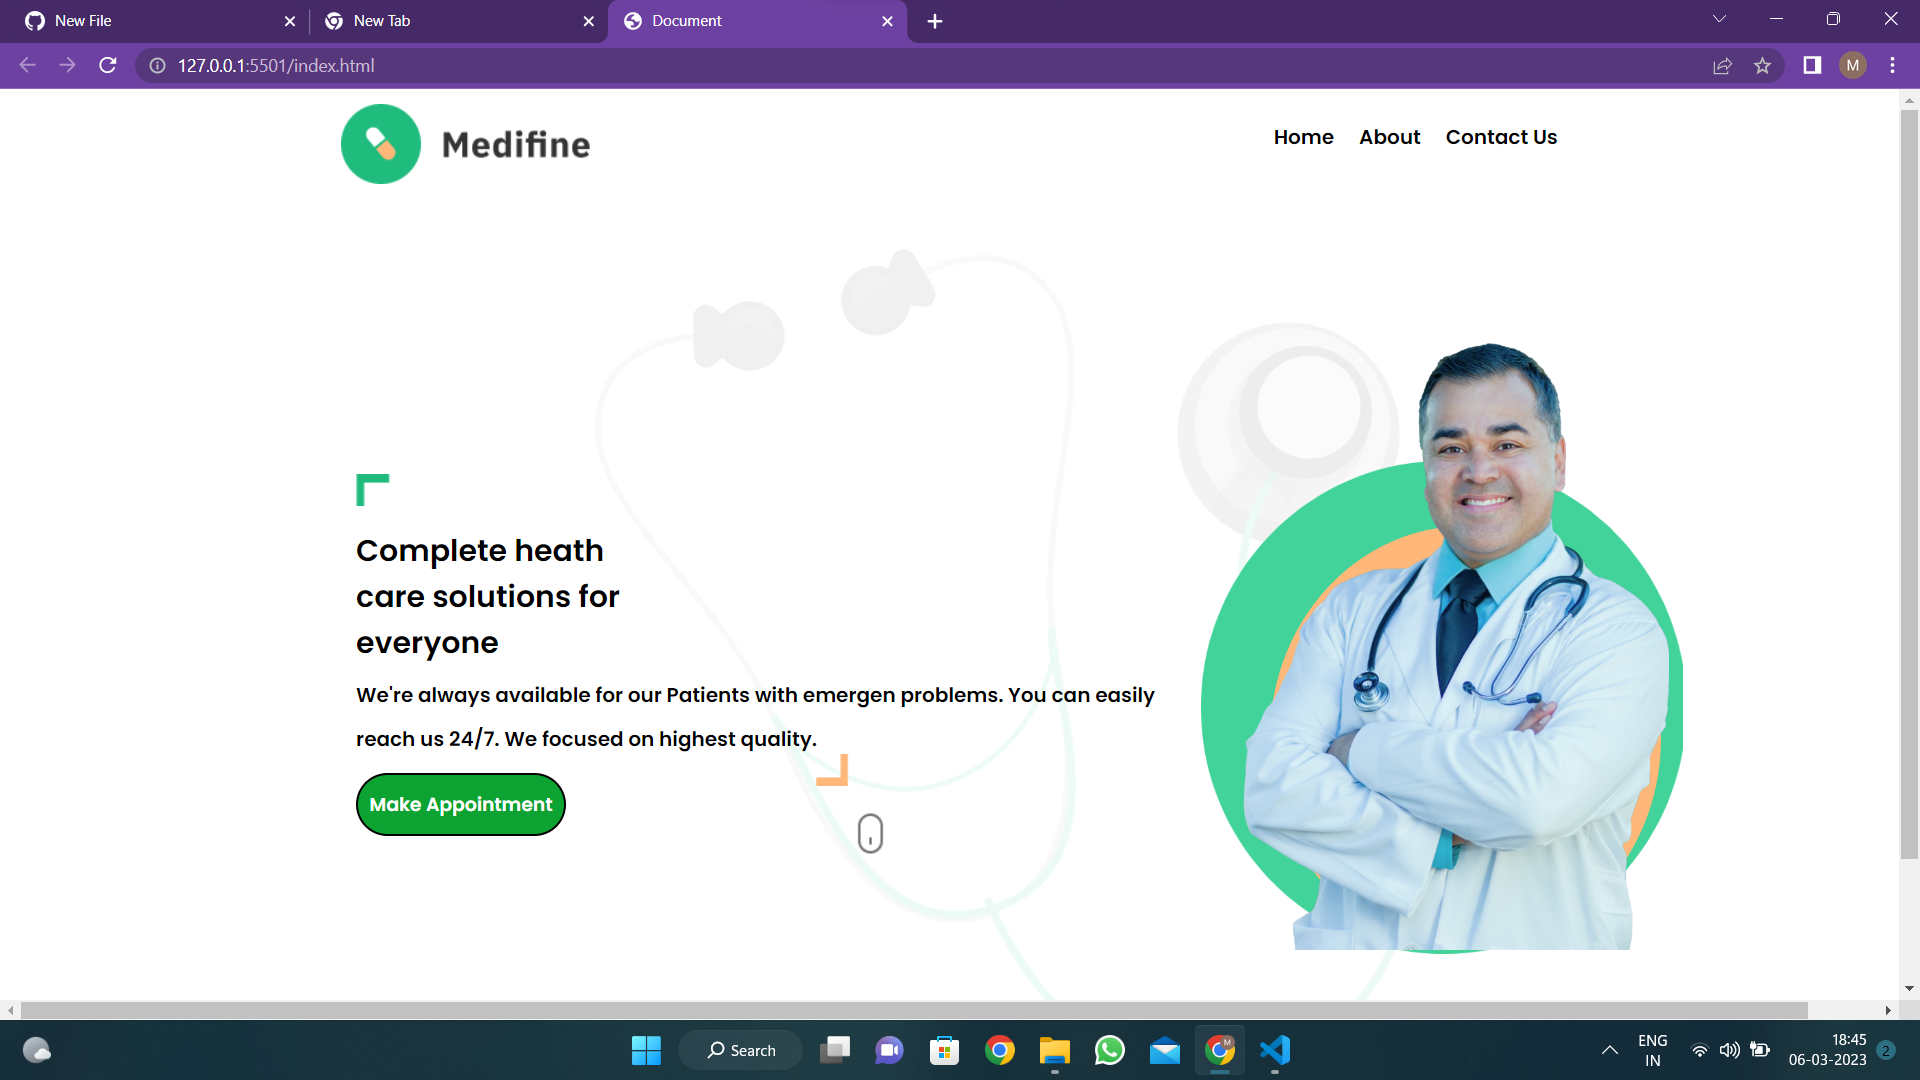 New File
New Tab
Document
127.0.0.1:5501/index.html
M
Medifine
Home
About
Contact Us
Complete heath
care solutions for
everyone
We're always available for our Patients with emergen problems. You can easily
reach us 24/7. We focused on highest quality.
Make Appointment
Search
M
ENG
IN
18:45
06-03-2023
2